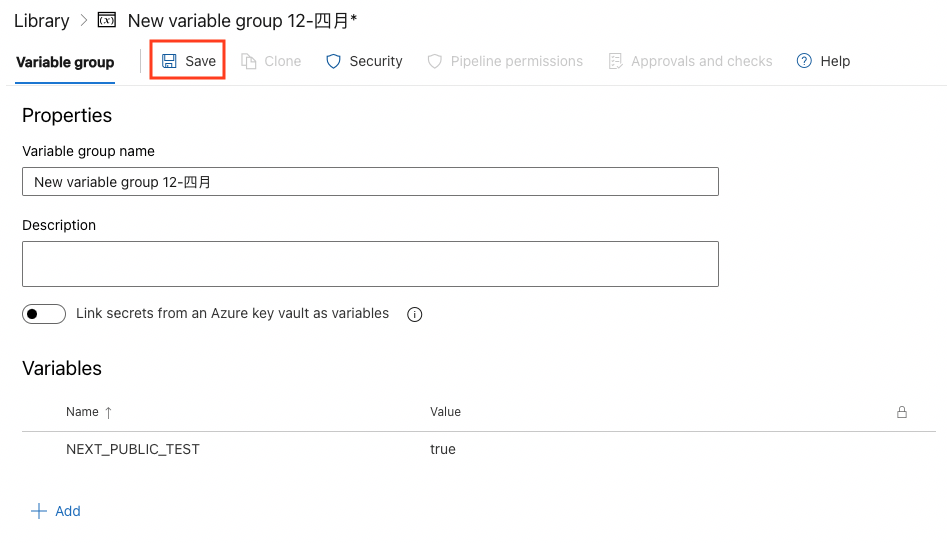 Library > New variable group 12-四月*
Variable group Save Clone Security Pipeline permissions Approvals and checks Help
Properties
Variable group name
New variable group 12-四月
Description
Link secrets from an Azure key vault as variables
Variables
Name ↑ Value
NEXT_PUBLIC_TEST true
+ Add